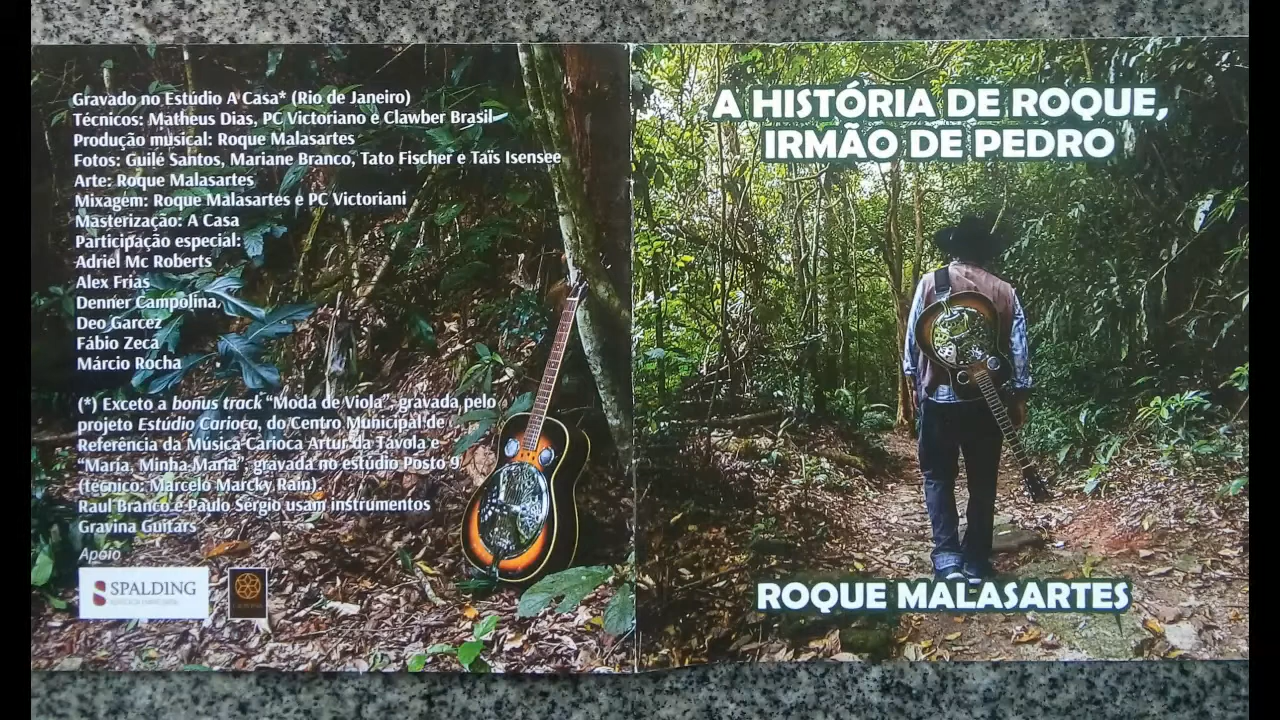 Gravado no Estúdio A Casa* (Rio de Janeiro)
Técnicos: Matheus Dias, PC Victoriano e Clawber Brasil
Produção musical: Roque Malasartes
Fotos: Guilé Santos, Mariane Branco, Tato Fischer e Taïs Isensee
Arte: Roque Malasartes
Mixagem: Roque Malasartes e PC Victoriani
Masterização: A Casa
Participação especial:
Adriel Mc Roberts
Alex Frias
Denner Campolina
Deo Garcez
Fábio Zeca
Márcio Rocha
(*) Exceto a bonus track “Moda de Viola”, gravada pelo
projeto Estúdio Carioca, do Centro Municipal de
Referência da Música Carioca Artur da Távola e
“Maria, Minha Maria”, gravada no estúdio Posto 9
(técnico: Marcelo Marcky Rain).
Raul Branco e Paulo Sérgio usam instrumentos
Gravina Guitars
Apoio
SPALDING
A HISTÓRIA DE ROQUE,
IRMÃO DE PEDRO
ROQUE MALASARTES